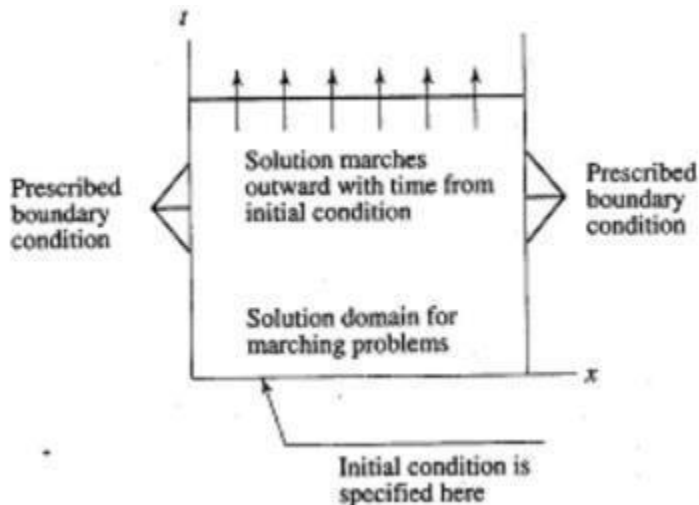 t
Solution marches
outward with time from
initial condition
Prescribed
boundary
condition
Prescribed
boundary
condition
Solution domain for
marching problems
x
Initial condition is
specified here